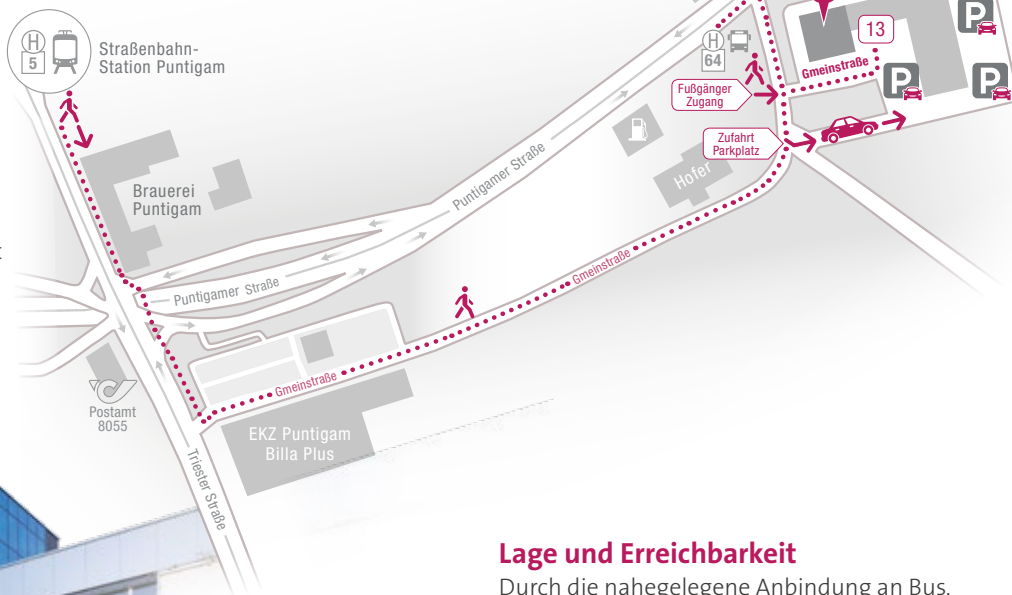 H
5
Straßenbahn-
Station Puntigam
H
64
13
Gmeinstraße
P
P
P
Fußgänger
Zugang
Zufahrt
Parkplatz
Puntigamer Straße
Hofer
Brauerei
Puntigam
Puntigamer Straße
Gmeinstraße
Gmeinstraße
Postamt
8055
EKZ Puntigam
Billa Plus
Triester Straße
Lage und Erreichbarkeit
Durch die nahegelegene Anbindung an Bus,